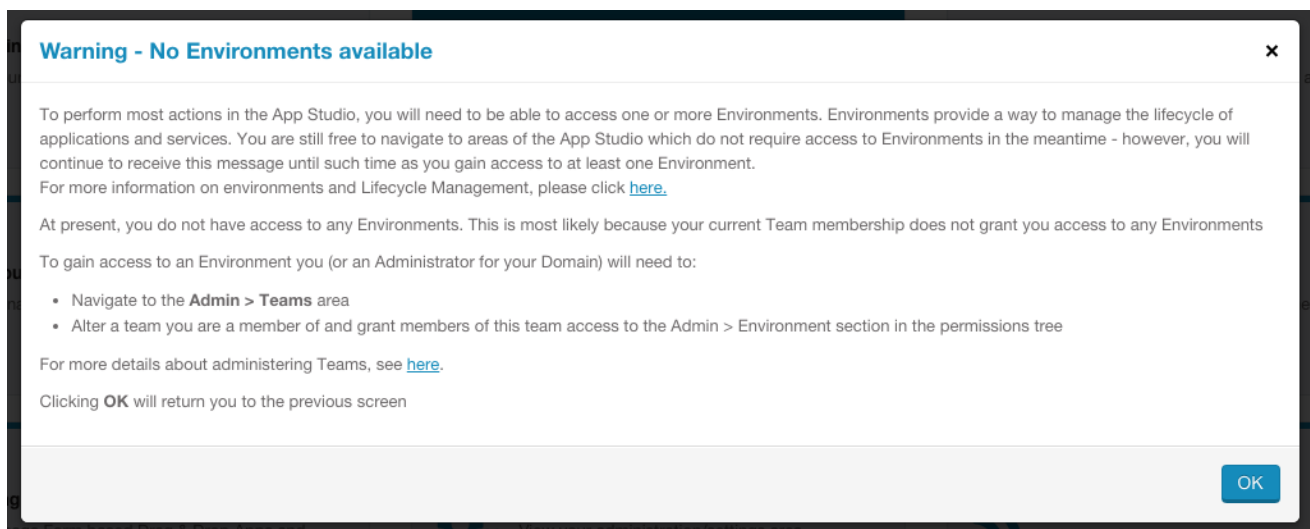 Warning - No Environments available
×
To perform most actions in the App Studio, you will need to be able to access one or more Environments. Environments provide a way to manage the lifecycle of
applications and services. You are still free to navigate to areas of the App Studio which do not require access to Environments in the meantime - however, you will
continue to receive this message until such time as you gain access to at least one Environment.
For more information on environments and Lifecycle Management, please click here.
At present, you do not have access to any Environments. This is most likely because your current Team membership does not grant you access to any Environments
To gain access to an Environment you (or an Administrator for your Domain) will need to:
• Navigate to the Admin > Teams area
• Alter a team you are a member of and grant members of this team access to the Admin > Environment section in the permissions tree
For more details about administering Teams, see here.
Clicking OK will return you to the previous screen
OK